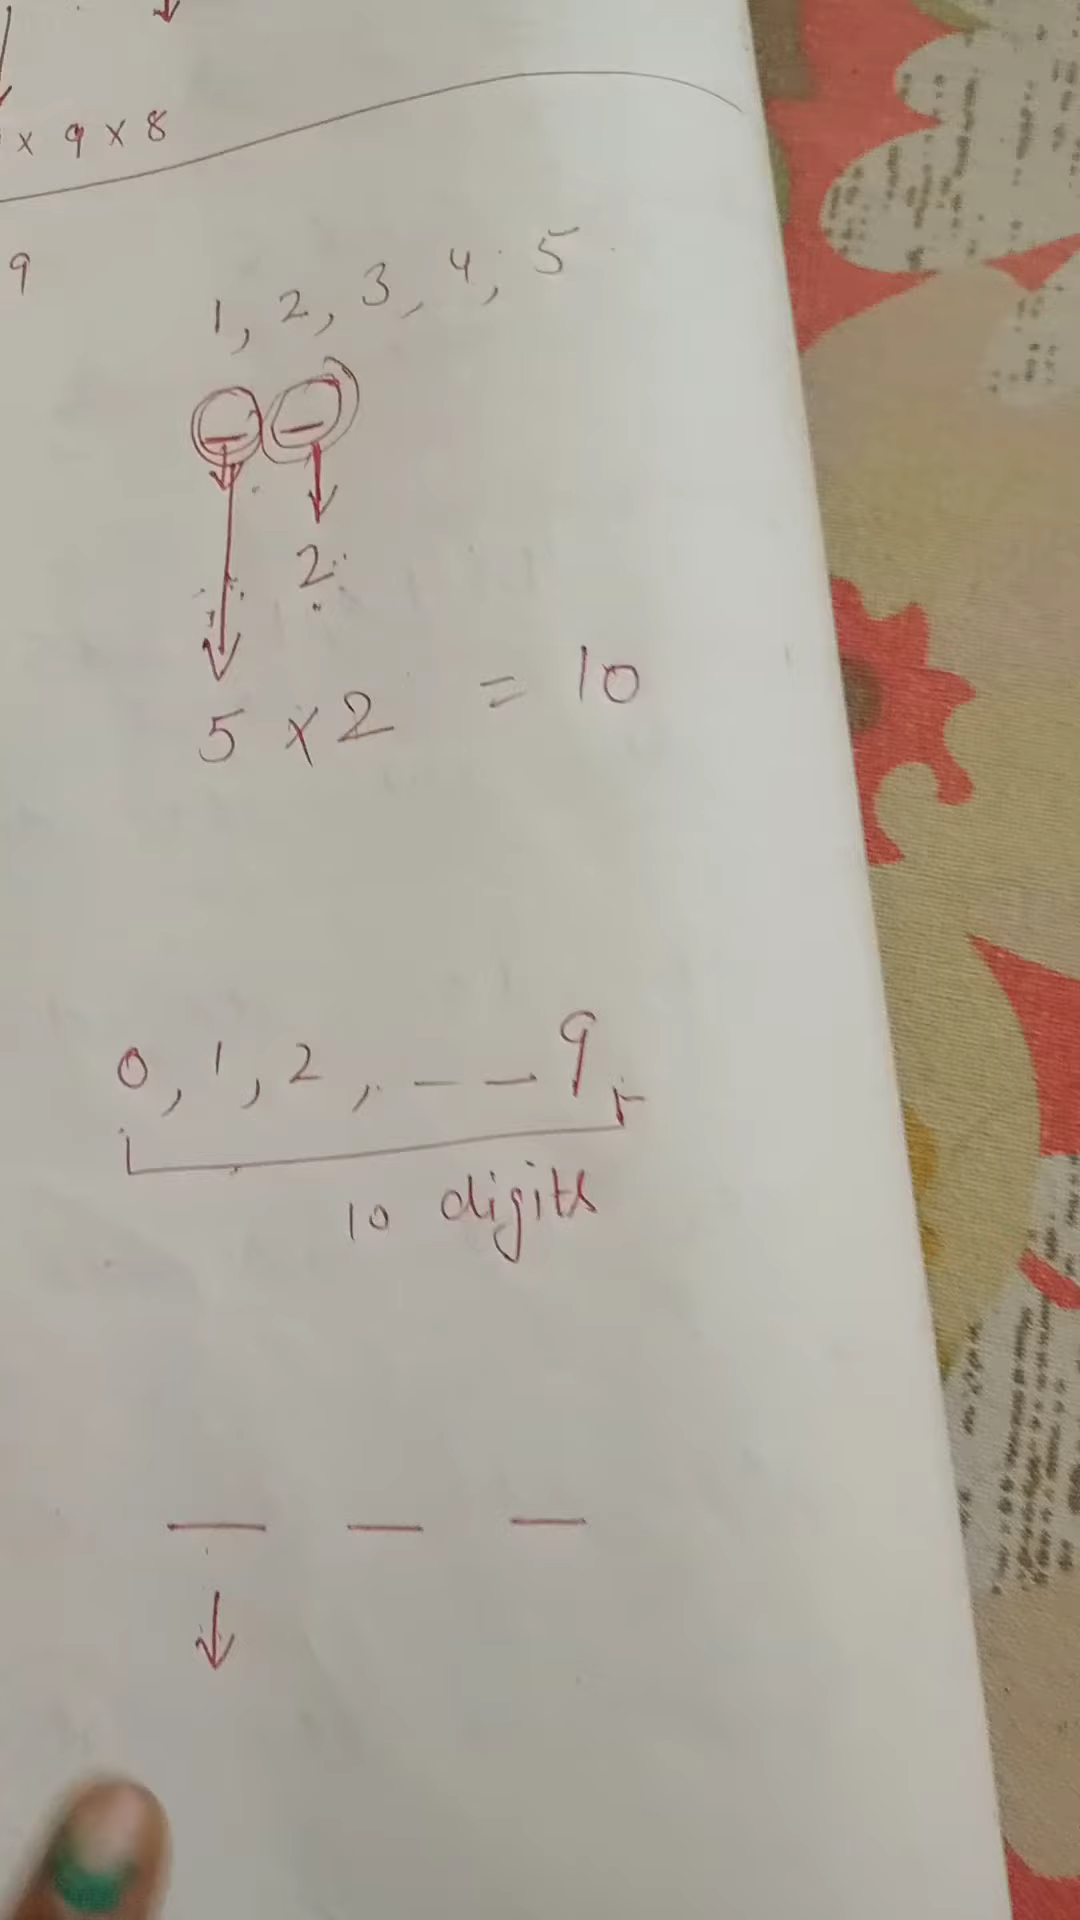 x 9 x 8
9
1, 2, 3, 4, 5
2
5 x 2 = 10
0, 1, 2, _ _ 9
10 digits